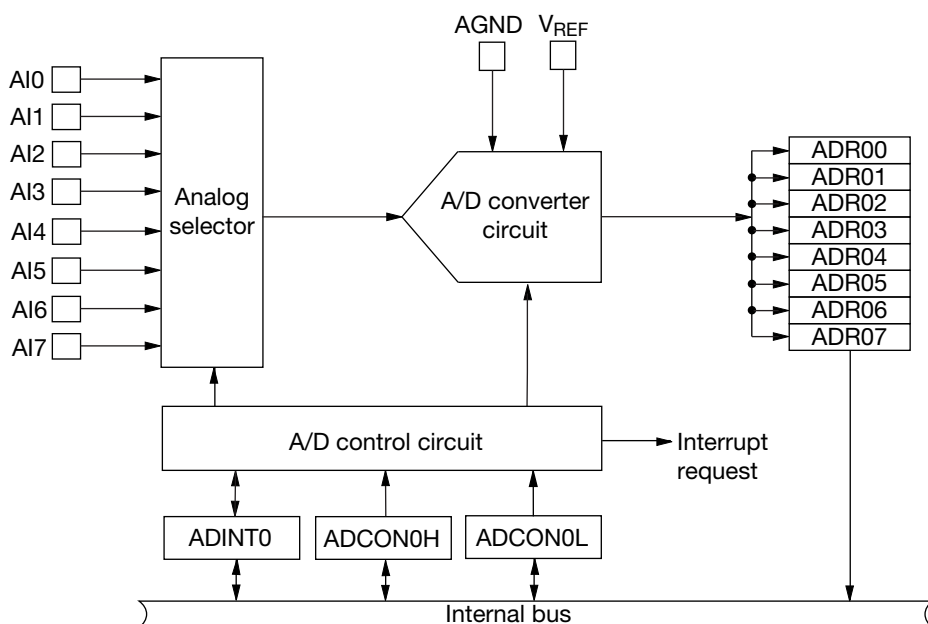 AGND
V_REF
AI0
AI1
AI2
AI3
AI4
AI5
AI6
AI7
Analog
selector
A/D converter
circuit
ADR00
ADR01
ADR02
ADR03
ADR04
ADR05
ADR06
ADR07
A/D control circuit
Interrupt
request
ADINT0
ADCON0H
ADCON0L
Internal bus